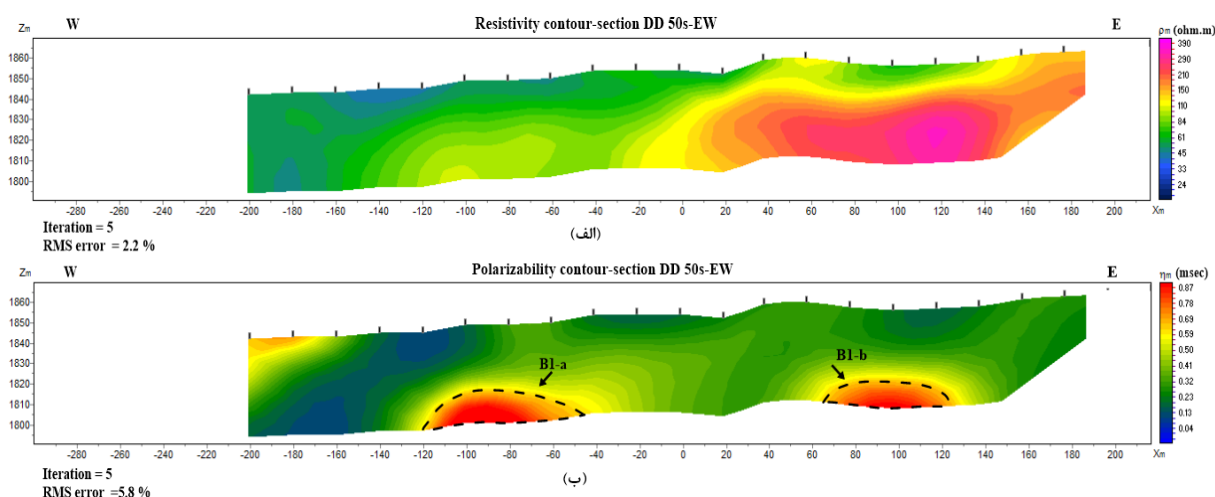 W Resistivity contour-section DD 50s-EW E
Zm
ρm (ohm.m)
1860
1850
1840
1830
1820
1810
1800
390
290
210
150
110
84
61
45
33
24
-280 -260 -240 -220 -200 -180 -160 -140 -120 -100 -80 -60 -40 -20 0 20 40 60 80 100 120 140 160 180 200 Xm
Iteration = 5
RMS error = 2.2 %
(الف)
W Polarizability contour-section DD 50s-EW E
Zm
ηm (msec)
1860
1850
1840
1830
1820
1810
1800
B1-a
B1-b
0.87
0.78
0.69
0.60
0.51
0.41
0.32
0.23
0.13
0.04
-280 -260 -240 -220 -200 -180 -160 -140 -120 -100 -80 -60 -40 -20 0 20 40 60 80 100 120 140 160 180 200 Xm
Iteration = 5
RMS error =5.8 %
(ب)